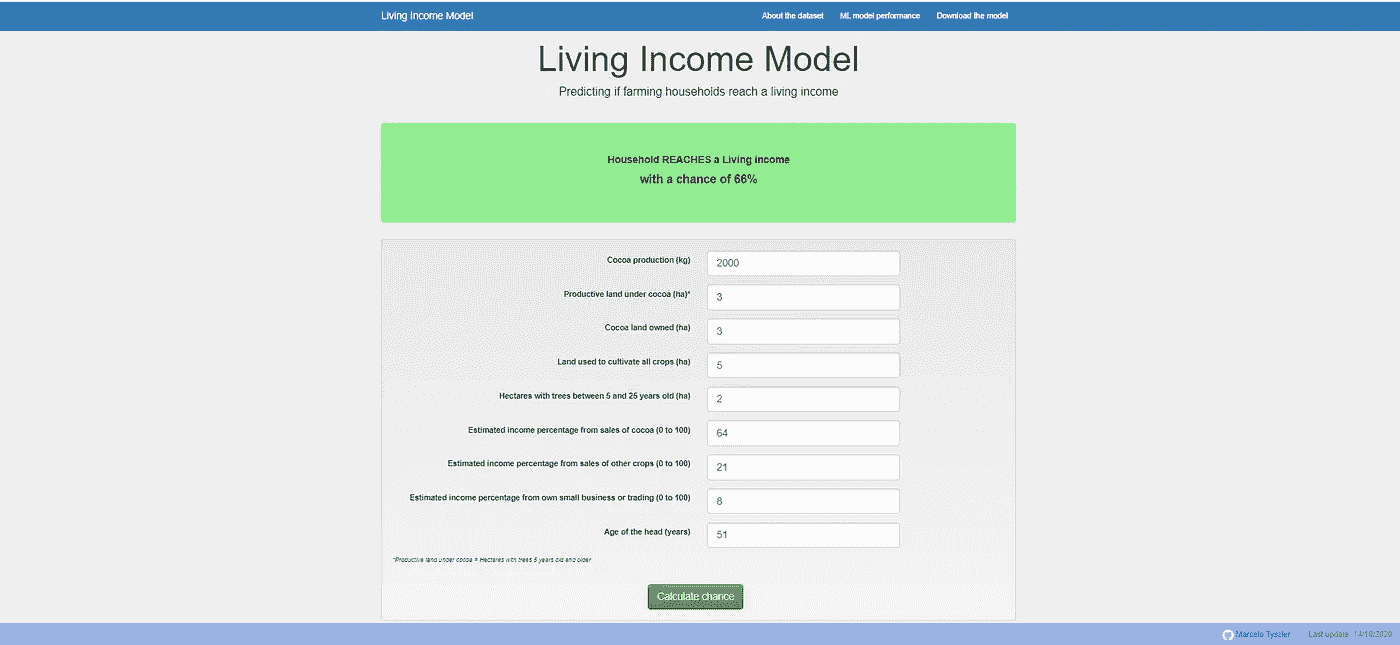 Living Income Model About the dataset ML model performance Download the model
Living Income Model
Predicting if farming households reach a living income
Household REACHES a Living income
with a chance of 66%
Cocoa production (kg) 2000
Productive land under cocoa (ha)* 3
Cocoa land owned (ha) 3
Land used to cultivate all crops (ha) 5
Hectares with trees between 5 and 25 years old (ha) 2
Estimated income percentage from sales of cocoa (0 to 100) 64
Estimated income percentage from sales of other crops (0 to 100) 21
Estimated income percentage from own small business or trading (0 to 100) 8
Age of the head (years) 51
*Productive land under cocoa = Hectares with trees 5 years old and older
Calculate chance
Marcelo Tyszler Last update: 14/10/2020